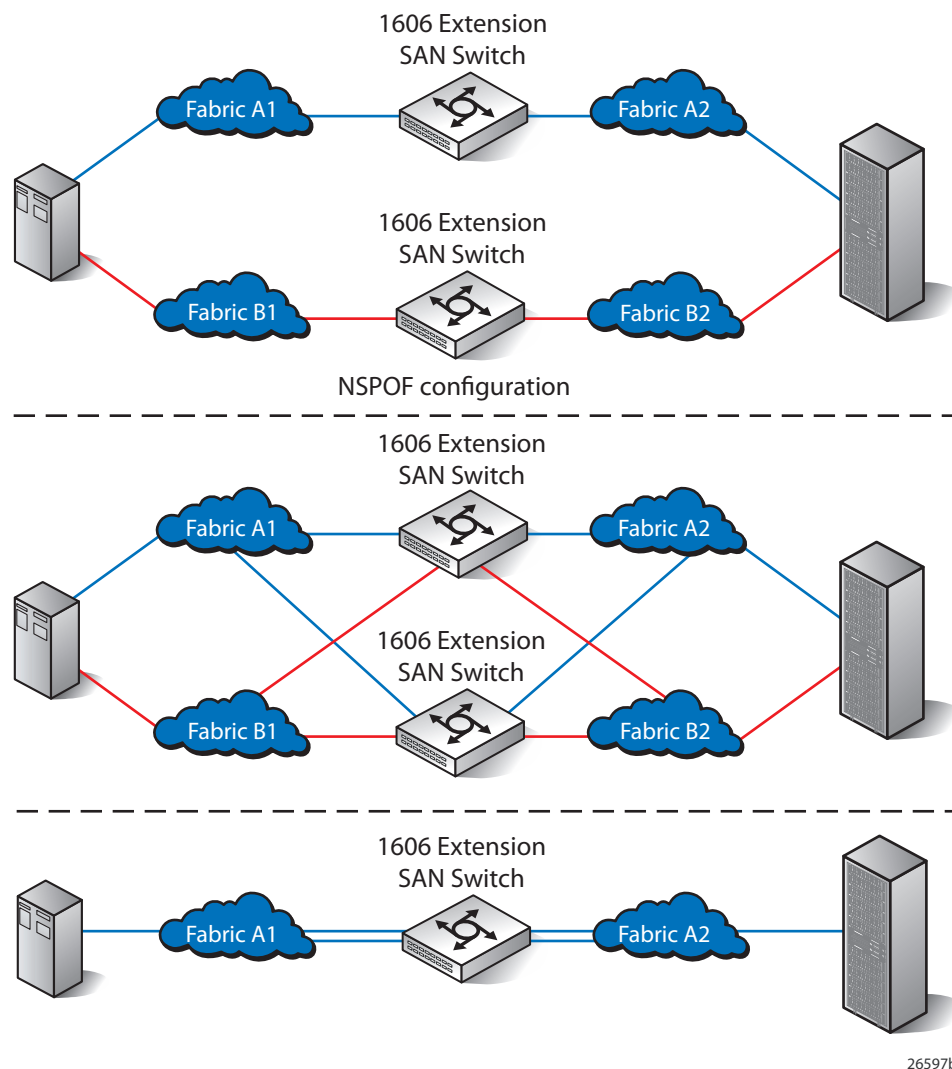 1606 Extension
SAN Switch
Fabric A1
Fabric A2
1606 Extension
SAN Switch
Fabric B1
Fabric B2
NSPOF configuration
1606 Extension
SAN Switch
Fabric A1
Fabric A2
1606 Extension
SAN Switch
Fabric B1
Fabric B2
1606 Extension
SAN Switch
Fabric A1
Fabric A2
26597b